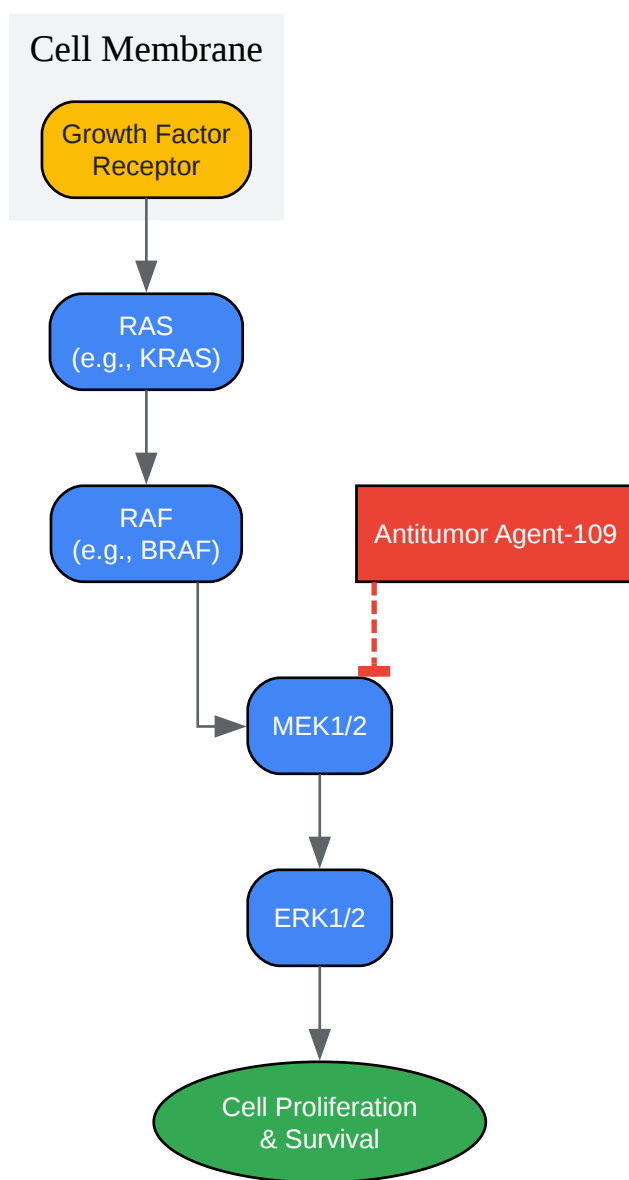 Cell Membrane
Growth Factor
Receptor
RAS
(e.g., KRAS)
RAF
(e.g., BRAF)
Antitumor Agent-109
MEK1/2
ERK1/2
Cell Proliferation
& Survival